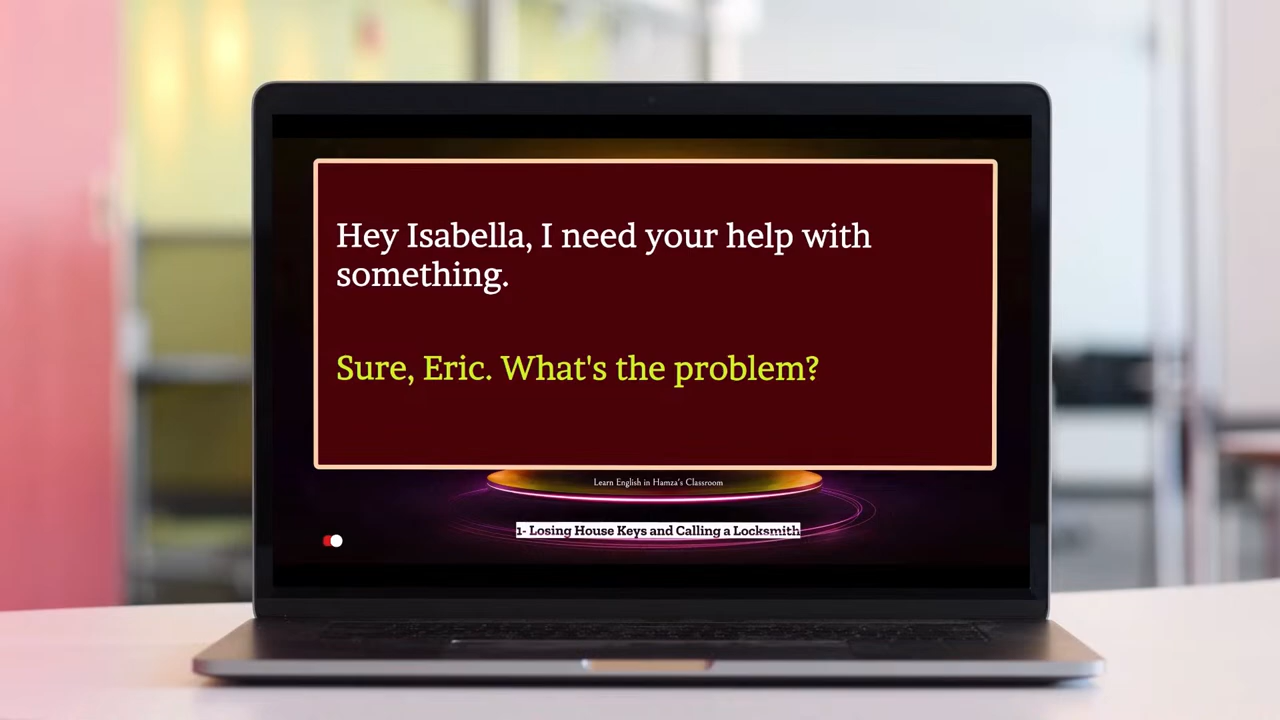 Hey Isabella, I need your help with
something.
Sure, Eric. What's the problem?
Learn English in Hamza's Classroom
1- Losing House Keys and Calling a Locksmith